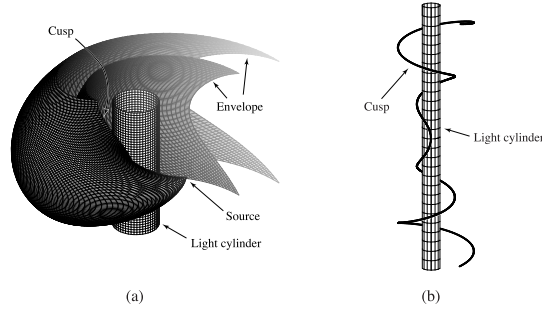 Cusp
Envelope
Source
Light cylinder
(a)
Cusp
Light cylinder
(b)